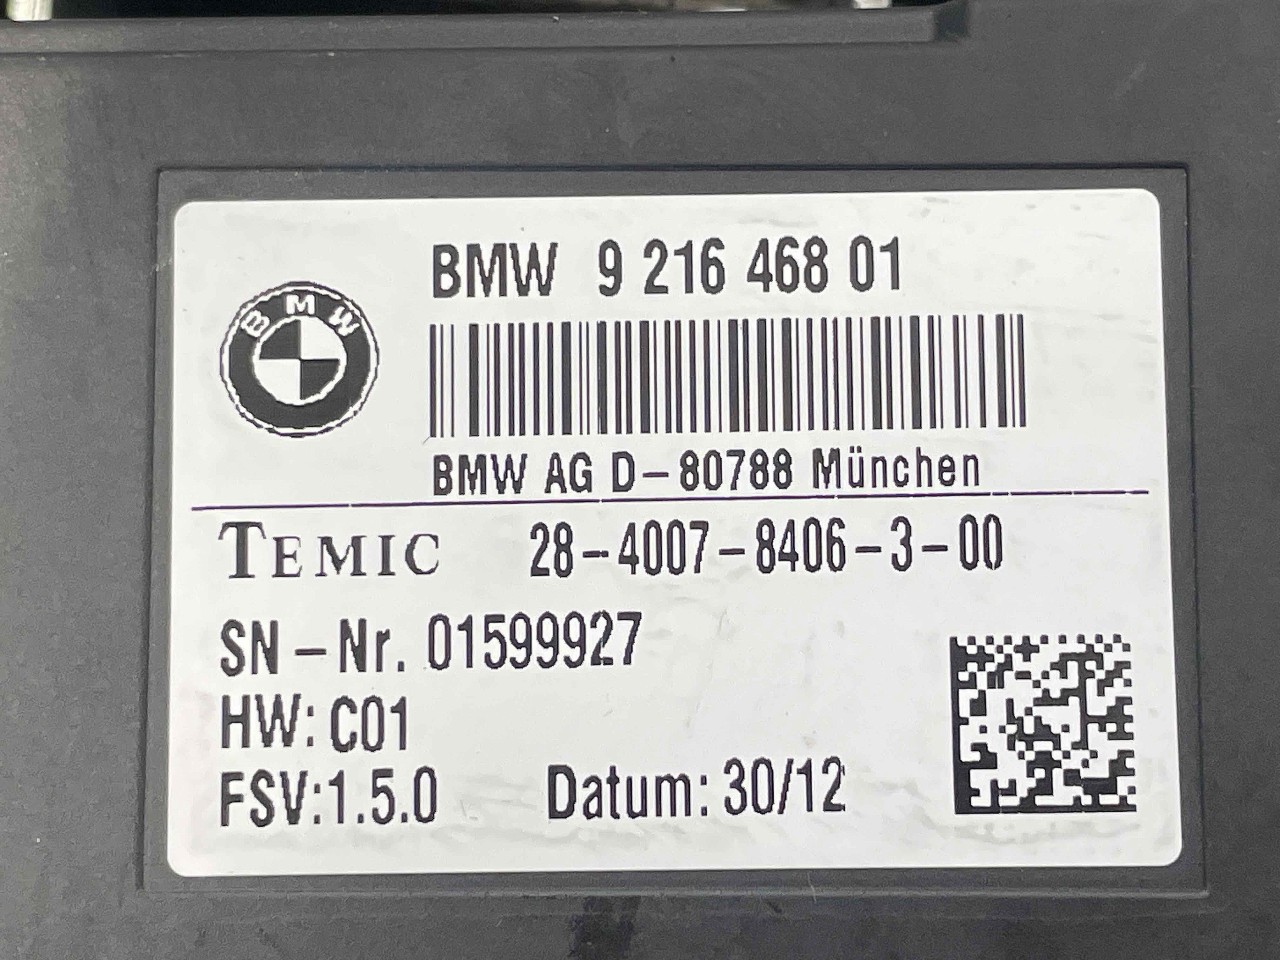 BMW
BMW 9 216 468 01
BMW AG D-80788 München
TEMIC 28-4007-8406-3-00
SN-Nr. 01599927
HW: C01
FSV:1.5.0 Datum: 30/12